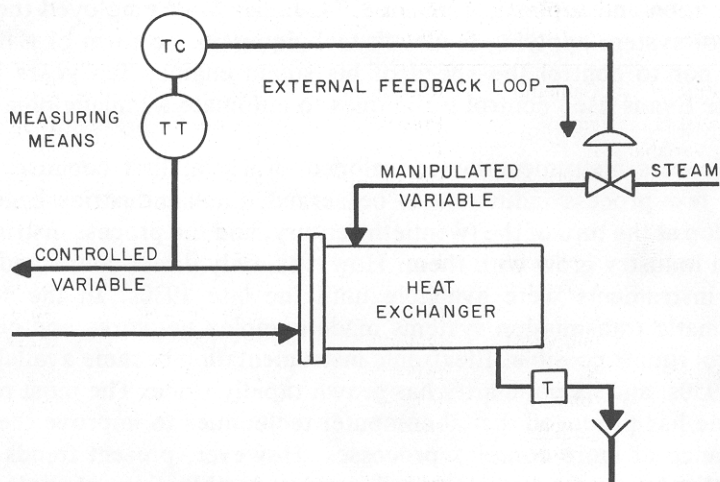 TC
EXTERNAL FEEDBACK LOOP
MEASURING
MEANS
TT
MANIPULATED
VARIABLE
STEAM
CONTROLLED
VARIABLE
HEAT
EXCHANGER
T